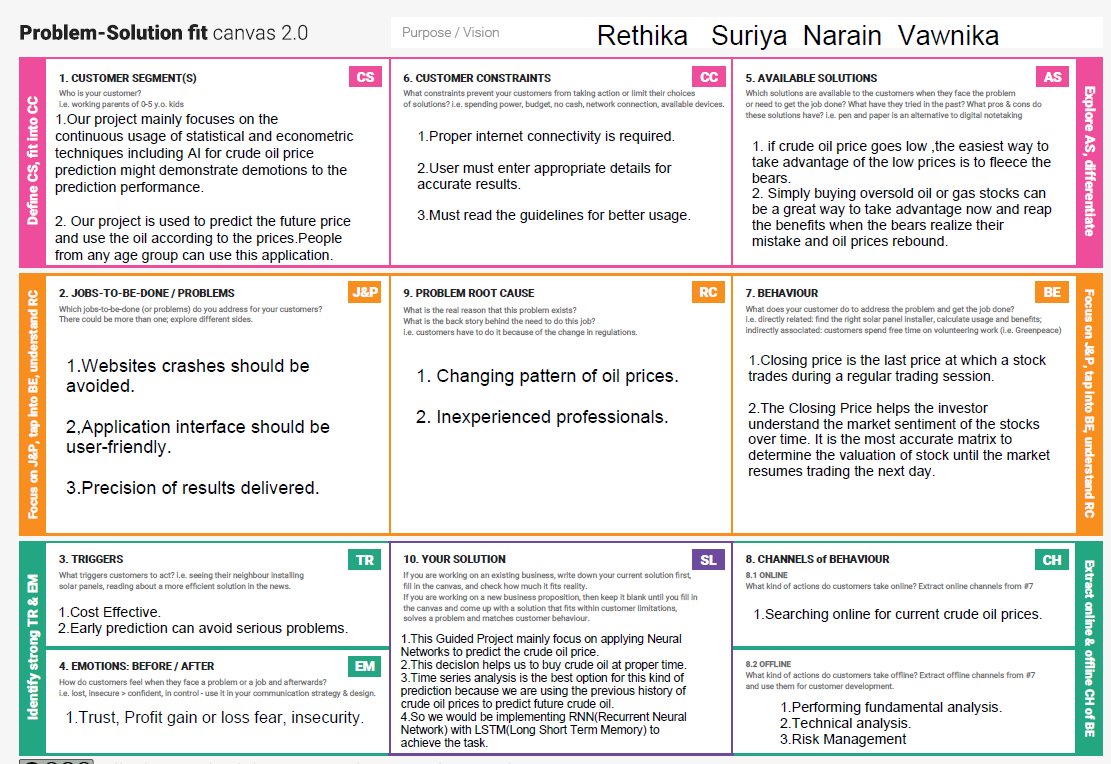 Problem-Solution fit canvas 2.0
Purpose / Vision
Rethika Suriya Narain Vawnika
Define CS, fit into CC
1. CUSTOMER SEGMENT(S)
CS
Who is your customer?
i.e. working parents of 0-5 y.o. kids
1.Our project mainly focuses on the
continuous usage of statistical and econometric
techniques including AI for crude oil price
prediction might demonstrate demotions to the
prediction performance.
2. Our project is used to predict the future price
and use the oil according to the prices.People
from any age group can use this application.
6. CUSTOMER CONSTRAINTS
CC
What constraints prevent your customers from taking action or limit their choices
of solutions? i.e. spending power, budget, no cash, network connection, available devices.
1.Proper internet connectivity is required.
2.User must enter appropriate details for
accurate results.
3.Must read the guidelines for better usage.
5. AVAILABLE SOLUTIONS
AS
Which solutions are available to the customers when they face the problem
or need to get the job done? What have they tried in the past? What pros & cons do
these solutions have? i.e. pen and paper is an alternative to digital notetaking
1. if crude oil price goes low ,the easiest way to
take advantage of the low prices is to fleece the
bears.
2. Simply buying oversold oil or gas stocks can
be a great way to take advantage now and reap
the benefits when the bears realize their
mistake and oil prices rebound.
Explore AS, differentiate
Focus on J&P, tap into BE, understand RC
2. JOBS-TO-BE-DONE / PROBLEMS
J&P
Which jobs-to-be-done (or problems) do you address for your customers?
There could be more than one; explore different sides.
1.Websites crashes should be
avoided.
2,Application interface should be
user-friendly.
3.Precision of results delivered.
9. PROBLEM ROOT CAUSE
RC
What is the real reason that this problem exists?
What is the back story behind the need to do this job?
i.e. customers have to do it because of the change in regulations.
1. Changing pattern of oil prices.
2. Inexperienced professionals.
7. BEHAVIOUR
BE
What does your customer do to address the problem and get the job done?
i.e. directly related: find the right solar panel installer, calculate usage and benefits;
indirectly associated: customers spend free time on volunteering work (i.e. Greenpeace)
1.Closing price is the last price at which a stock
trades during a regular trading session.
2.The Closing Price helps the investor
understand the market sentiment of the stocks
over time. It is the most accurate matrix to
determine the valuation of stock until the market
resumes trading the next day.
Focus on J&P, tap into BE, understand RC
Identify strong TR & EM
3. TRIGGERS
TR
What triggers customers to act? i.e. seeing their neighbour installing
solar panels, reading about a more efficient solution in the news.
1.Cost Effective.
2.Early prediction can avoid serious problems.
4. EMOTIONS: BEFORE / AFTER
EM
How do customers feel when they face a problem or a job and afterwards?
i.e. lost, insecure > confident, in control - use it in your communication strategy & design.
1.Trust, Profit gain or loss fear, insecurity.
10. YOUR SOLUTION
SL
If you are working on an existing business, write down your current solution first,
fill in the canvas, and check how much it fits reality.
If you are working on a new business proposition, then keep it blank until you fill in
the canvas and come up with a solution that fits within customer limitations,
solves a problem and matches customer behaviour.
1.This Guided Project mainly focus on applying Neural
Networks to predict the crude oil price.
2.This decision helps us to buy crude oil at proper time.
3.Time series analysis is the best option for this kind of
prediction because we are using the previous history of
crude oil prices to predict future crude oil.
4.So we would be implementing RNN(Recurrent Neural
Network) with LSTM(Long Short Term Memory) to
achieve the task.
8. CHANNELS of BEHAVIOUR
CH
8.1 ONLINE
What kind of actions do customers take online? Extract online channels from #7
1.Searching online for current crude oil prices.
8.2 OFFLINE
What kind of actions do customers take offline? Extract offline channels from #7
and use them for customer development.
1.Performing fundamental analysis.
2.Technical analysis.
3.Risk Management
Extract online & offline CH of BE